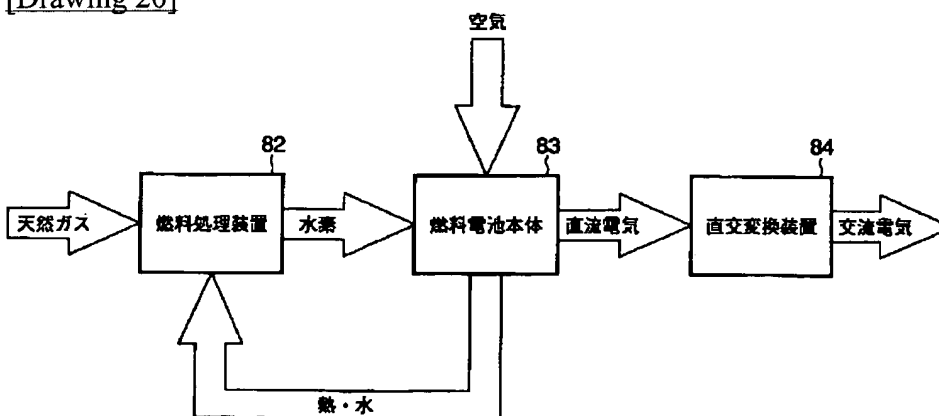 [Drawing 20]
空気
82
83
84
天然ガス
燃料処理装置
水素
燃料電池本体
直流電気
直交変換装置
交流電気
熱・水